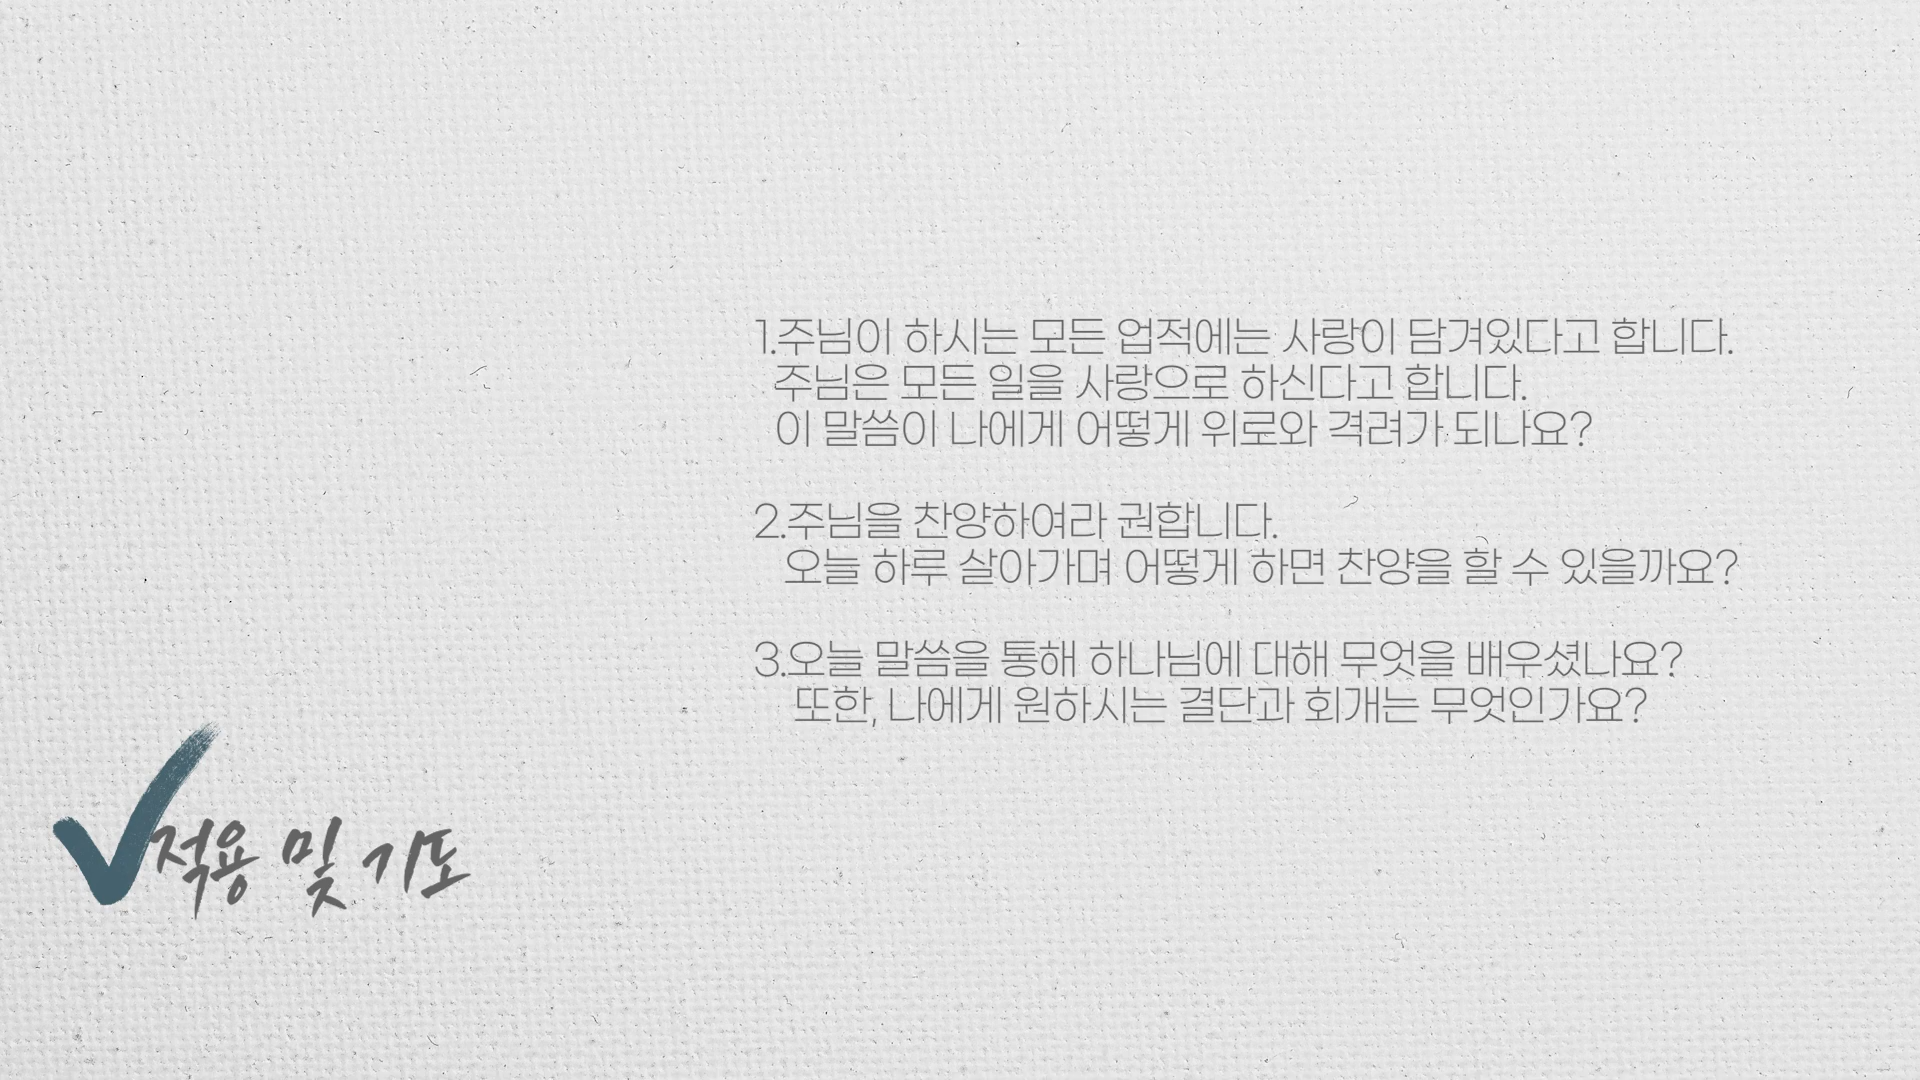 1.주님이 하시는 모든 업적에는 사랑이 담겨있다고 합니다.
주님은 모든 일을 사랑으로 하신다고 합니다.
이 말씀이 나에게 어떻게 위로와 격려가 되나요?
2.주님을 찬양하여라 권합니다.
오늘 하루 살아가며 어떻게 하면 찬양을 할 수 있을까요?
3.오늘 말씀을 통해 하나님에 대해 무엇을 배우셨나요?
또한, 나에게 원하시는 결단과 회개는 무엇인가요?
적용 및 기도